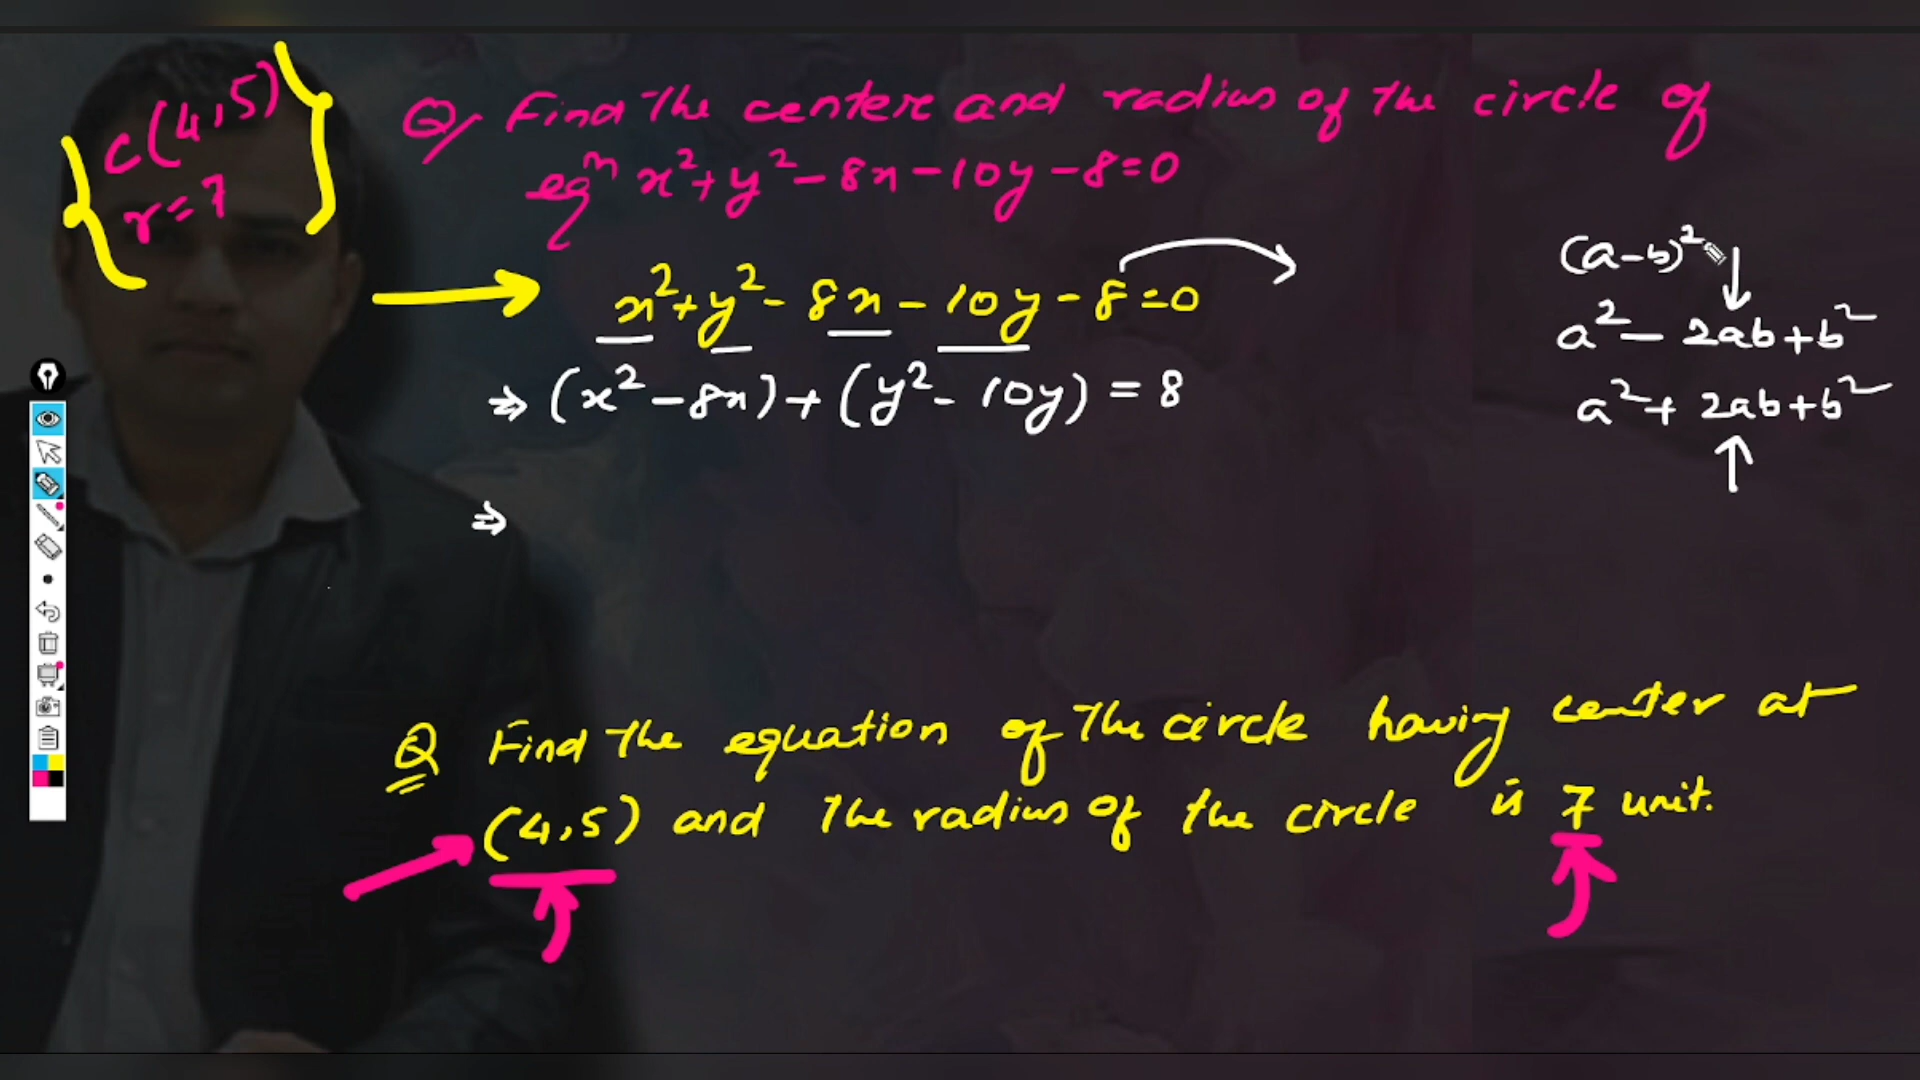 c(4,5)
r=7
Q/ Find the centere and radius of the circle of
eqⁿ x²+y²-8x-10y-8=0
x²+y²-8x-10y-8=0
⇒ (x²-8x)+(y²-10y)=8
⇒
(a-b)²
a²-2ab+b²
a²+2ab+b²
Q Find the equation of the circle having center at
(4,5) and the radius of the circle is 7 unit.